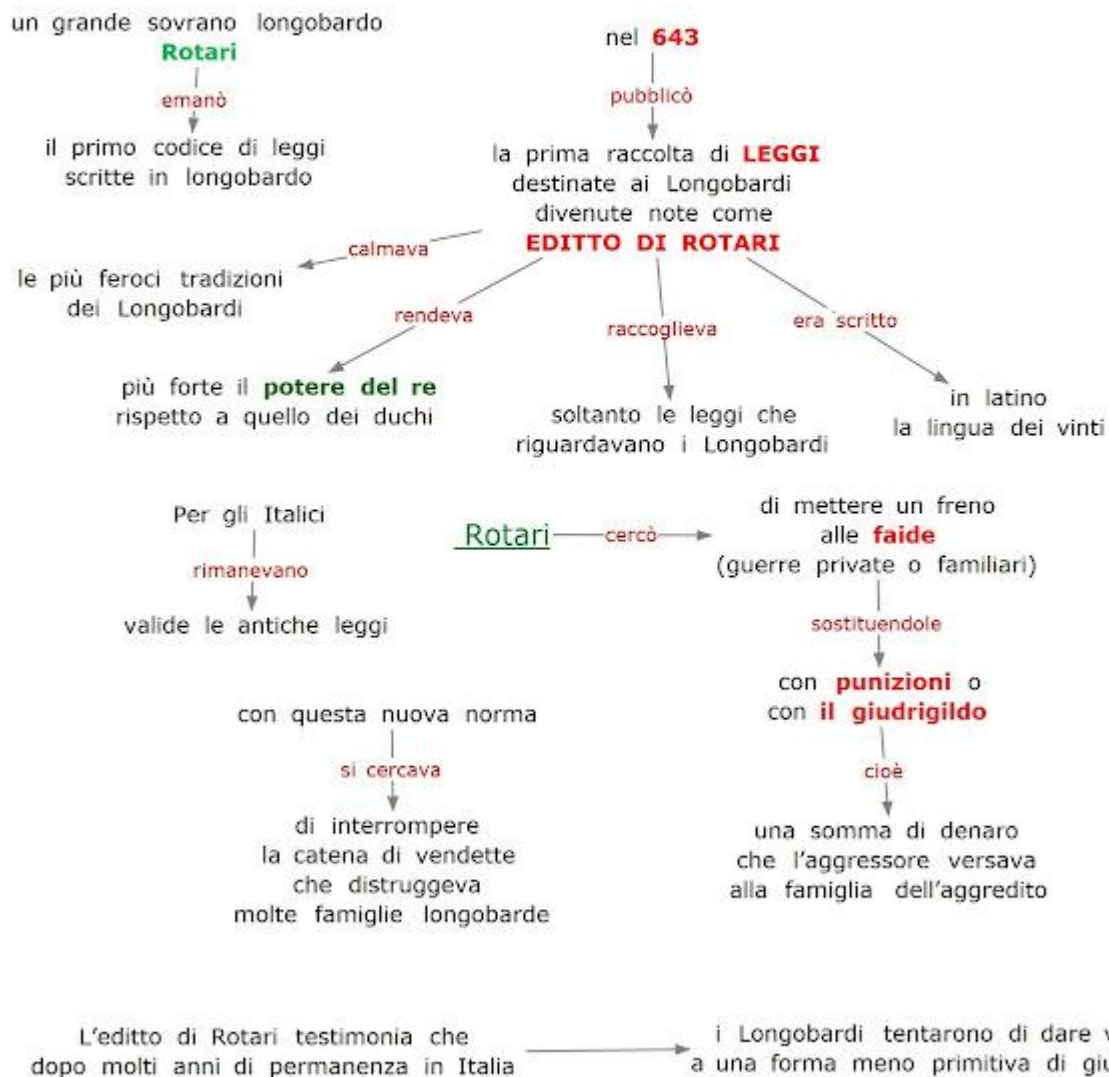 un grande sovrano longobardo
Rotari
emanò
il primo codice di leggi
scritte in longobardo
nel 643
pubblicò
la prima raccolta di LEGGI
destinate ai Longobardi
divenute note come
EDITTO DI ROTARI
calmava
le più feroci tradizioni
dei Longobardi
rendeva
più forte il potere del re
rispetto a quello dei duchi
raccoglieva
soltanto le leggi che
riguardavano i Longobardi
era scritto
in latino
la lingua dei vinti
Per gli Italici
rimanevano
valide le antiche leggi
Rotari
cercò
di mettere un freno
alle faide
(guerre private o familiari)
sostituendole
con punizioni o
con il giudrigildo
cioè
una somma di denaro
che l'aggressore versava
alla famiglia dell'aggredito
con questa nuova norma
si cercava
di interrompere
la catena di vendette
che distruggeva
molte famiglie longobarde
L'editto di Rotari testimonia che
dopo molti anni di permanenza in Italia
i Longobardi tentarono di dare
a una forma meno primitiva di